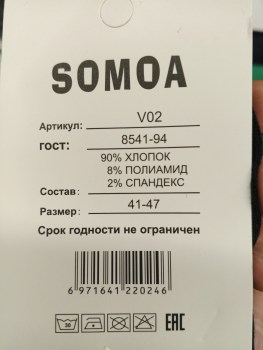 SOMOA
Артикул: V02
ГОСТ: 8541-94
90% ХЛОПОК
8% ПОЛИАМИД
2% СПАНДЕКС
Состав:
Размер: 41-47
Срок годности не ограничен
6 971641 220246
30 EAC